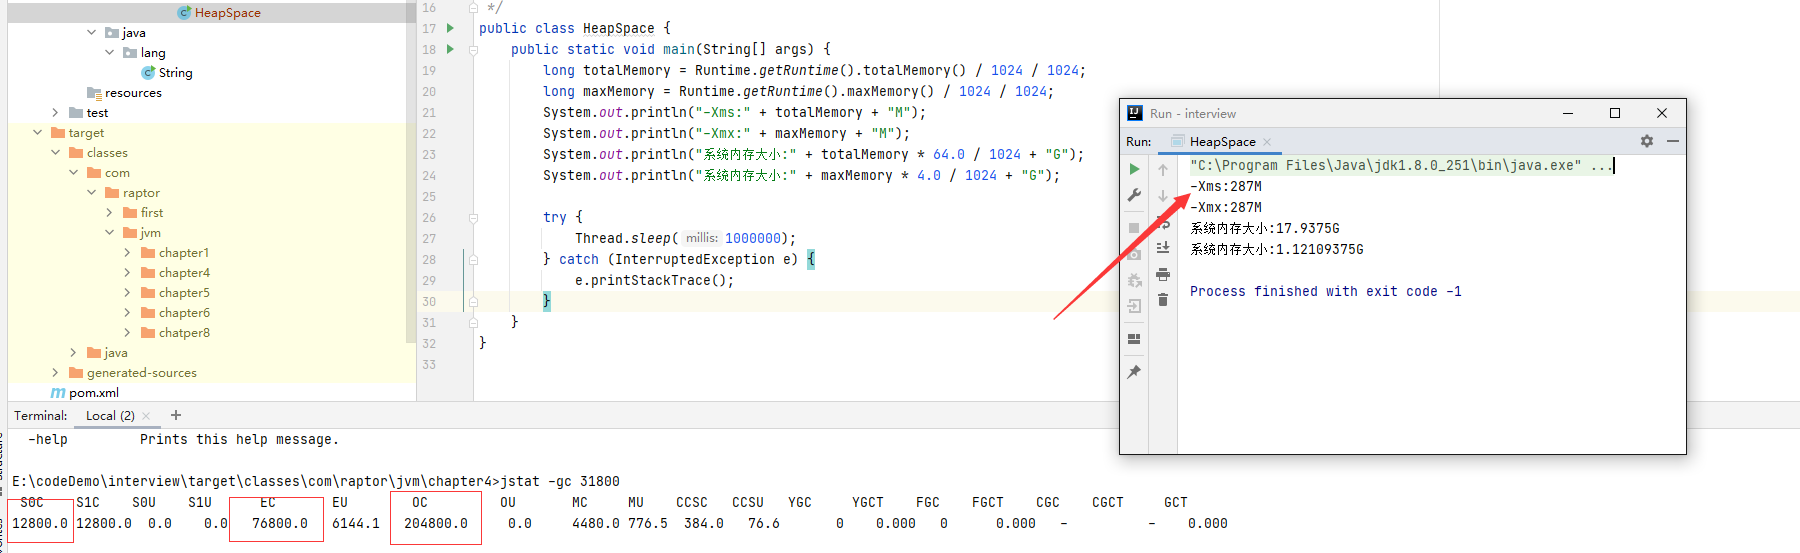 HeapSpace
java
lang
String
resources
test
target
classes
com
raptor
first
jvm
chapter1
chapter4
chapter5
chapter6
chatper8
java
generated-sources
pom.xml
16 */
17 public class HeapSpace {
18 public static void main(String[] args) {
19 long totalMemory = Runtime.getRuntime().totalMemory() / 1024 / 1024;
20 long maxMemory = Runtime.getRuntime().maxMemory() / 1024 / 1024;
21 System.out.println("-Xms:" + totalMemory + "M");
22 System.out.println("-Xmx:" + maxMemory + "M");
23 System.out.println("系统内存大小:" + totalMemory * 64.0 / 1024 + "G");
24 System.out.println("系统内存大小:" + maxMemory * 4.0 / 1024 + "G");
25
26 try {
27 Thread.sleep( millis: 1000000);
28 } catch (InterruptedException e) {
29 e.printStackTrace();
30 }
31 }
32 }
33
Run - interview
Run: HeapSpace
"C:\Program Files\Java\jdk1.8.0_251\bin\java.exe" ...
-Xms:287M
-Xmx:287M
系统内存大小:17.9375G
系统内存大小:1.12109375G
Process finished with exit code -1
Terminal: Local (2) +
-help Prints this help message.
E:\codeDemo\interview\target\classes\com\raptor\jvm\chapter4>jstat -gc 31800
S0C S1C S0U S1U EC EU OC OU MC MU CCSC CCSU YGC YGCT FGC FGCT CGC CGCT GCT
12800.0 12800.0 0.0 0.0 76800.0 6144.1 204800.0 0.0 4480.0 776.5 384.0 76.6 0 0.000 0 0.000 - - 0.000